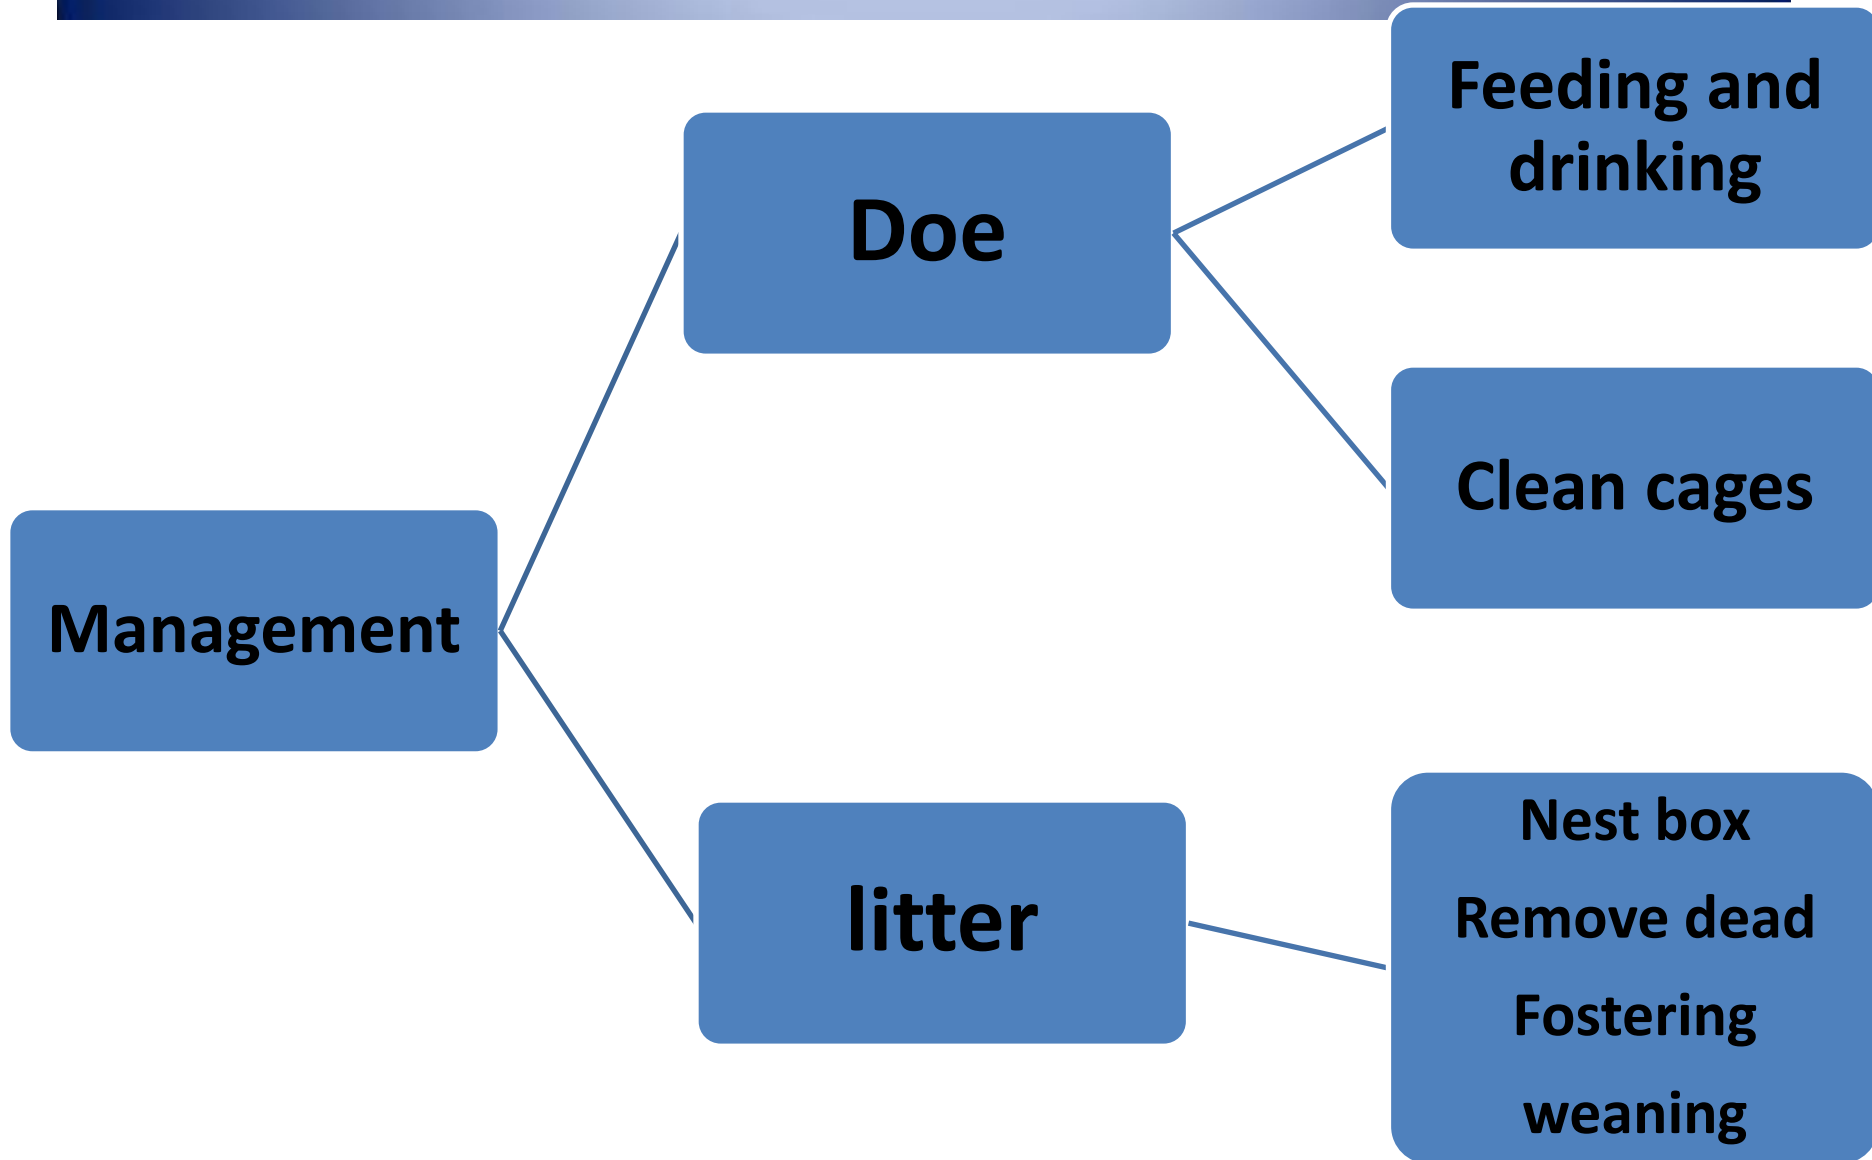 Management
Doe
Feeding and
drinking
Clean cages
litter
Nest box
Remove dead
Fostering
weaning